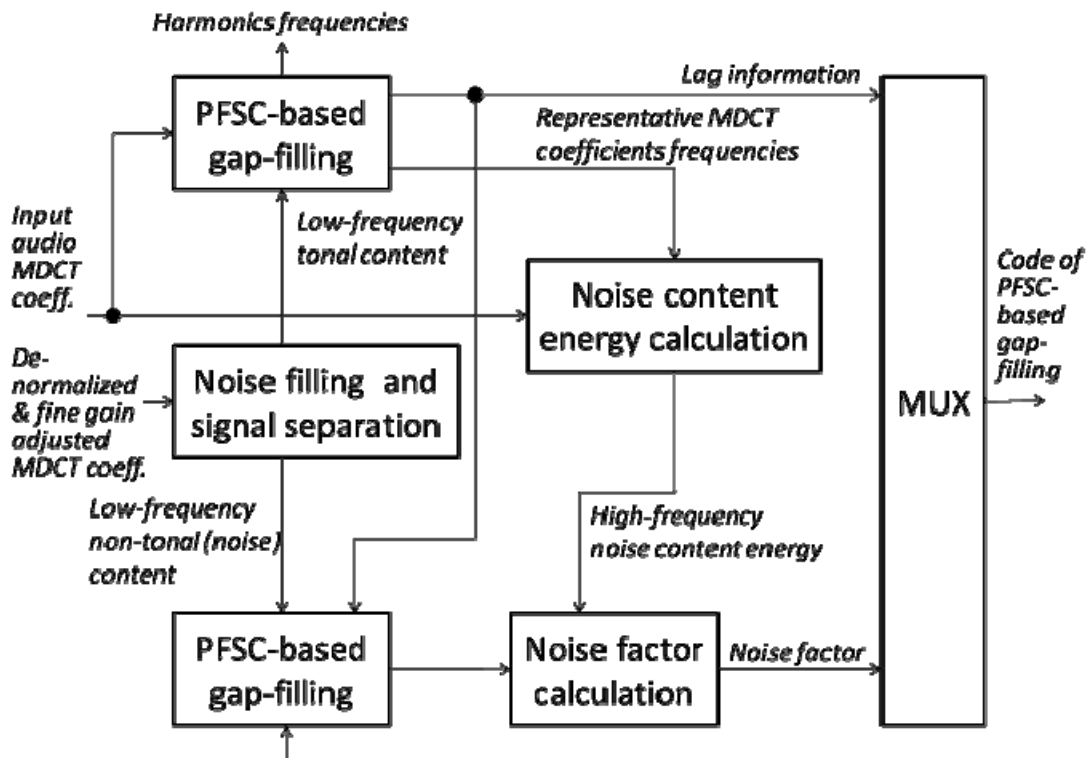 Harmonics frequencies
PFSC-based
gap-filling
Lag information
Representative MDCT
coefficients frequencies
Input
audio
MDCT
coeff.
Low-frequency
tonal content
Noise content
energy calculation
Code of
PFSC-
based
gap-
filling
De-
normalized
& fine gain
adjusted
MDCT coeff.
Noise filling and
signal separation
MUX
Low-frequency
non-tonal (noise)
content
High-frequency
noise content energy
PFSC-based
gap-filling
Noise factor
calculation
Noise factor